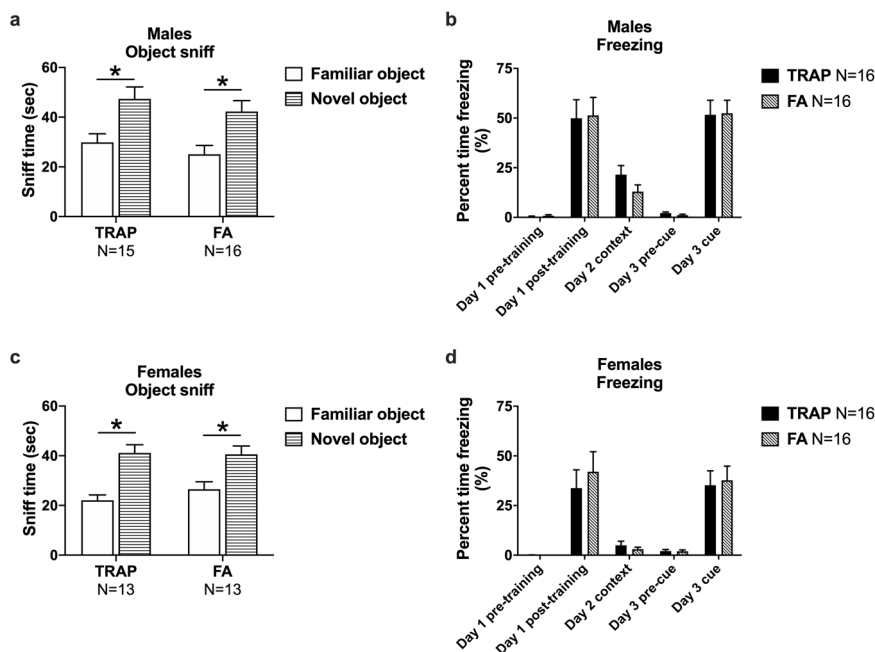 a
Males
Object sniff
Sniff time (sec)
60
40
20
0
*
*
Familiar object
Novel object
TRAP
FA
N=15
N=16
b
Males
Freezing
Percent time freezing
(%)
75
50
25
0
TRAP N=16
FA N=16
Day 1 pre-training
Day 1 post-training
Day 2 context
Day 3 pre-cue
Day 3 cue
c
Females
Object sniff
Sniff time (sec)
60
40
20
0
*
*
Familiar object
Novel object
TRAP
FA
N=13
N=13
d
Females
Freezing
Percent time freezing
(%)
75
50
25
0
TRAP N=16
FA N=16
Day 1 pre-training
Day 1 post-training
Day 2 context
Day 3 pre-cue
Day 3 cue